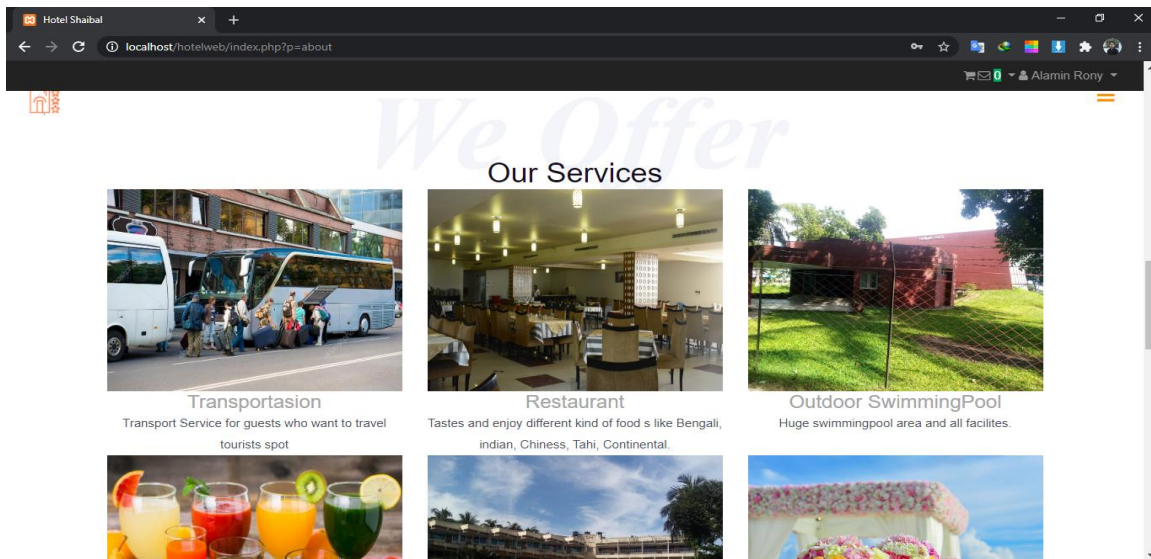 Hotel Shaibal
localhost/hotelweb/index.php?p=about
0 Alamin Rony
We Offer
Our Services
Transportasion
Transport Service for guests who want to travel
tourists spot
Restaurant
Tastes and enjoy different kind of food s like Bengali,
indian, Chiness, Tahi, Continental.
Outdoor SwimmingPool
Huge swimmingpool area and all facilites.